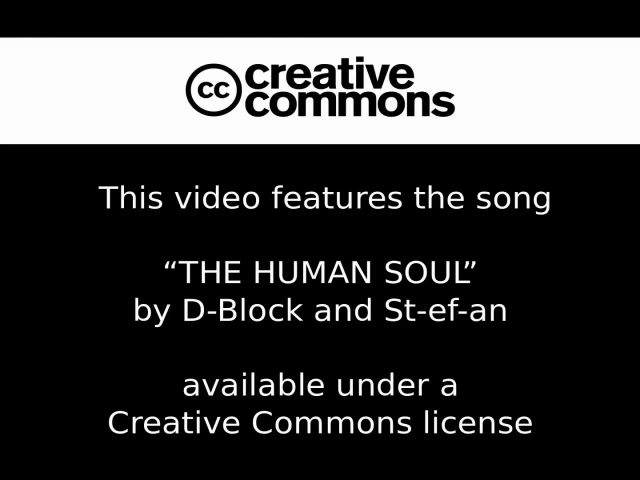 cc creative
commons
This video features the song
“THE HUMAN SOUL”
by D-Block and St-ef-an
available under a
Creative Commons license